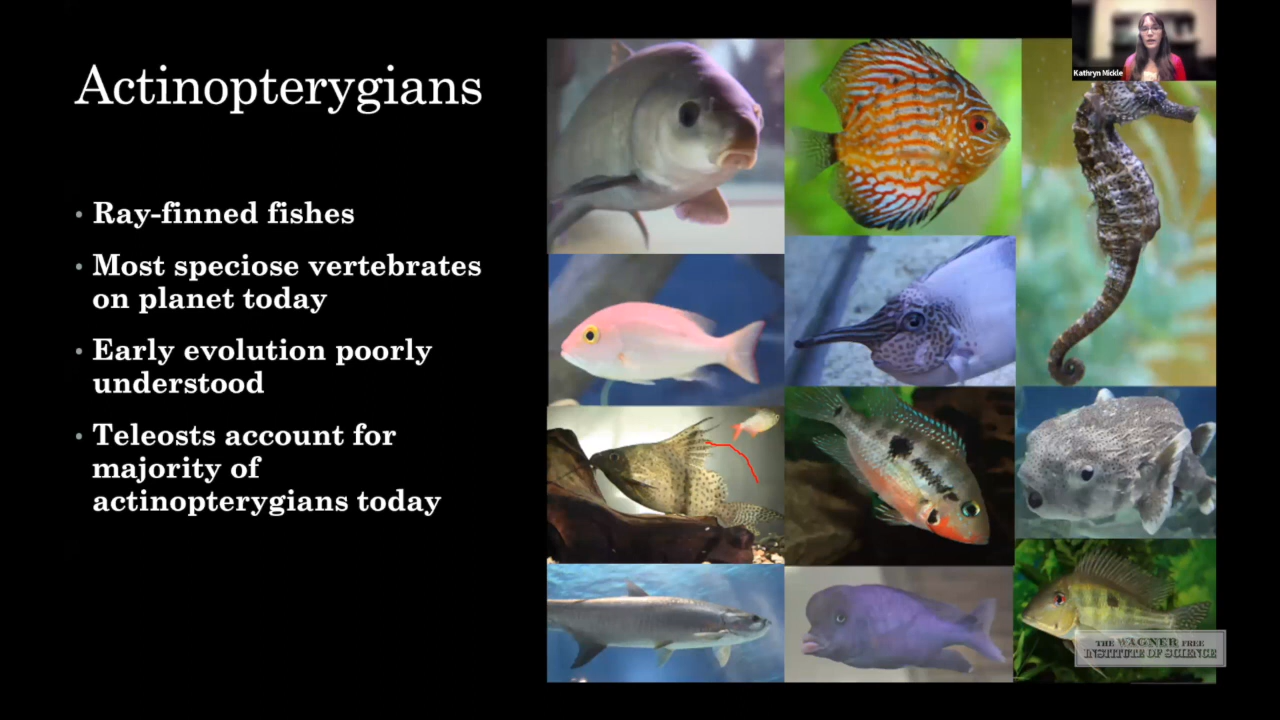 Actinopterygians
• Ray-finned fishes
• Most speciose vertebrates
on planet today
• Early evolution poorly
understood
• Teleosts account for
majority of
actinopterygians today
Kathryn Mickle
THE WAGNER FREE
INSTITUTE OF SCIENCE